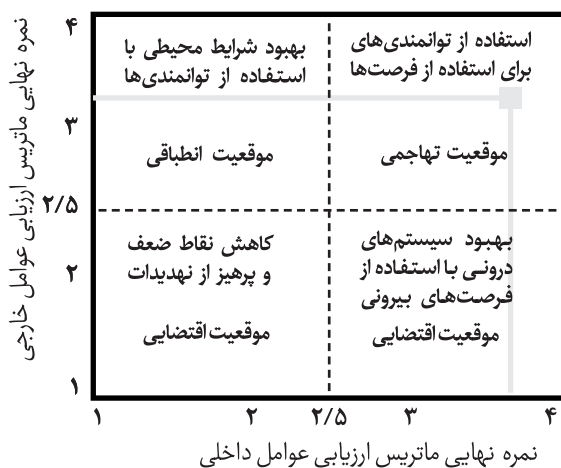 نمره نهایی ماتریس ارزیابی عوامل خارجی
۴
۳
۲/۵
۲
۱
استفاده از توانمندی‌های
برای استفاده از فرصت‌ها
موقعیت تهاجمی
بهبود شرایط محیطی با
استفاده از توانمندی‌ها
موقعیت انطباقی
بهبود سیستم‌های
درونی با استفاده از
فرصت‌های بیرونی
موقعیت اقتضایی
کاهش نقاط ضعف
و پرهیز از نهدیدات
موقعیت اقتضایی
۱
۲
۲/۵
۳
۴
نمره نهایی ماتریس ارزیابی عوامل داخلی